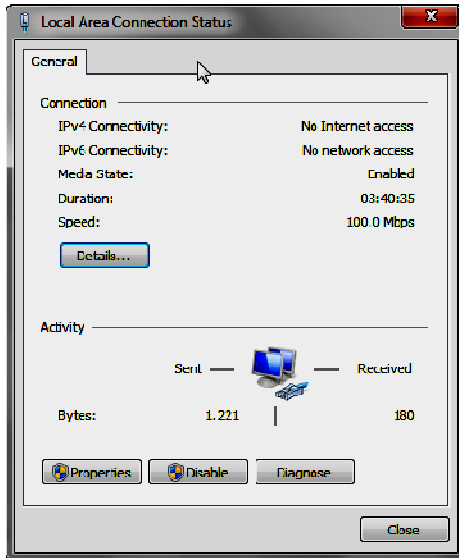 Local Area Connection Status
General
Connection
IPv4 Connectivity: No Internet access
IPv6 Connectivity: No network access
Media State: Enabled
Duration: 03:40:35
Speed: 100.0 Mbps
Details...
Activity
Sent Received
Bytes: 1.221 180
Properties Disable Diagnose
Close